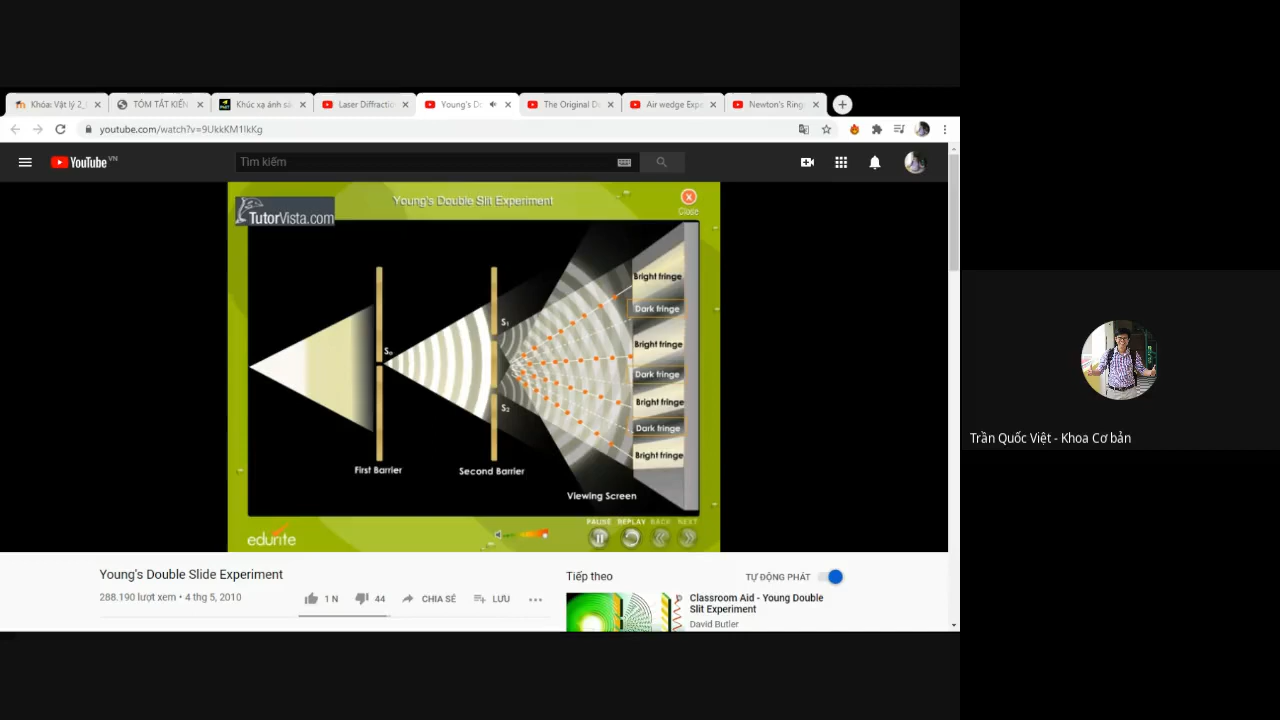 Khóa: Vật lý 2_
TÓM TẮT KIẾN
Khúc xạ ánh sá
Laser Diffractio
Young's Do
The Original Do
Air wedge Exper
Newton's Ring
youtube.com/watch?v=9UkkKM1IkKg
YouTube VN
Tìm kiếm
TutorVista.com
Young's Double Slit Experiment
Close
Bright fringe
Dark fringe
Bright fringe
Dark fringe
Bright fringe
Dark fringe
Bright fringe
S₀
S₁
S₂
First Barrier
Second Barrier
Viewing Screen
edurite
PAUSE REPLAY BACK NEXT
Young's Double Slide Experiment
288.190 lượt xem • 4 thg 5, 2010
1 N
44
CHIA SẺ
LƯU
Tiếp theo
TỰ ĐỘNG PHÁT
Classroom Aid - Young Double
Slit Experiment
David Butler
Trần Quốc Việt - Khoa Cơ bản